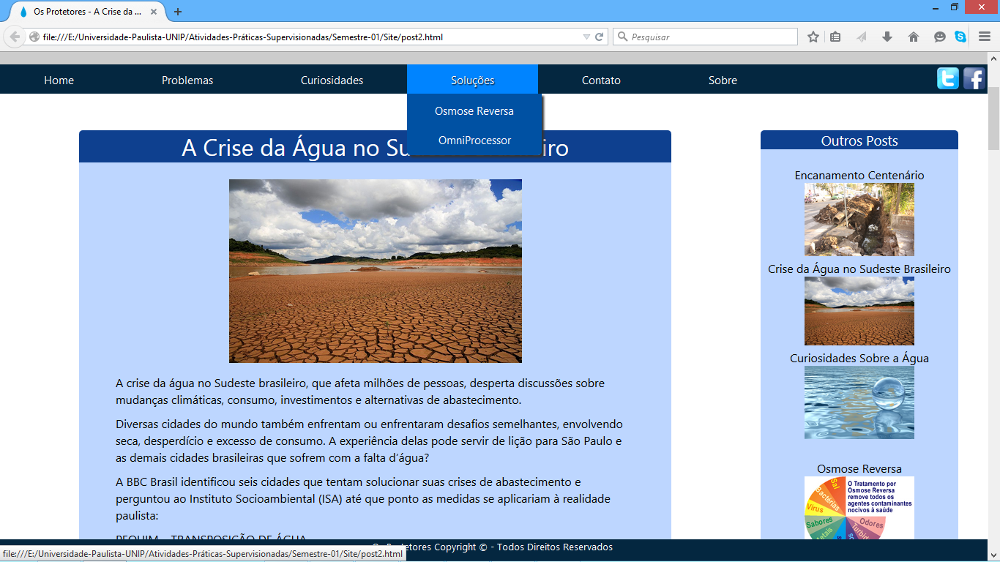 Os Protetores - A Crise da ...
file:///E:/Universidade-Paulista-UNIP/Atividades-Práticas-Supervisionadas/Semestre-01/Site/post2.html
Pesquisar
Home
Problemas
Curiosidades
Soluções
Contato
Sobre
Osmose Reversa
OmniProcessor
A Crise da Água no Su iro
Outros Posts
Encanamento Centenário
Crise da Água no Sudeste Brasileiro
Curiosidades Sobre a Água
Osmose Reversa
O Tratamento por
Osmose Reversa
remove todos os
agentes contaminantes
nocivos à saúde
Sal
Bactérias
Vírus
Sabores
Metais
Odores
A crise da água no Sudeste brasileiro, que afeta milhões de pessoas, desperta discussões sobre
mudanças climáticas, consumo, investimentos e alternativas de abastecimento.
Diversas cidades do mundo também enfrentam ou enfrentaram desafios semelhantes, envolvendo
seca, desperdício e excesso de consumo. A experiência delas pode servir de lição para São Paulo e
as demais cidades brasileiras que sofrem com a falta d'água?
A BBC Brasil identificou seis cidades que tentam solucionar suas crises de abastecimento e
perguntou ao Instituto Socioambiental (ISA) até que ponto as medidas se aplicariam à realidade
paulista:
PEQUIM – TRANSPOSIÇÃO DE ÁGUA
Os Protetores Copyright © - Todos Direitos Reservados
file:///E:/Universidade-Paulista-UNIP/Atividades-Práticas-Supervisionadas/Semestre-01/Site/post2.html